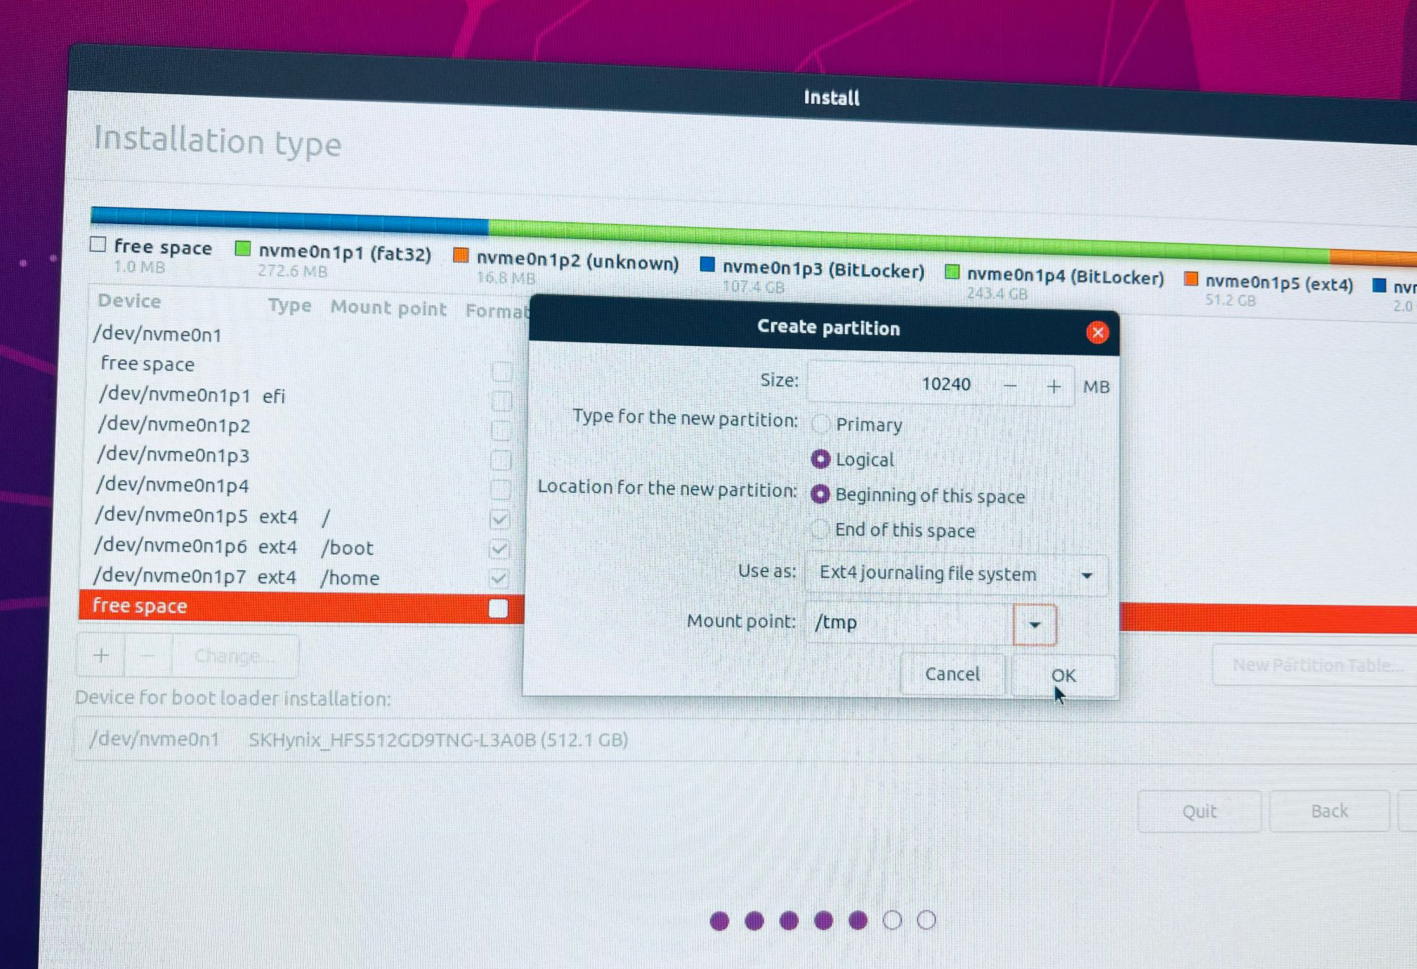 Install
Installation type
free space
1.0 MB
nvme0n1p1 (fat32)
272.6 MB
nvme0n1p2 (unknown)
16.8 MB
nvme0n1p3 (BitLocker)
107.4 GB
nvme0n1p4 (BitLocker)
243.4 GB
nvme0n1p5 (ext4)
51.2 GB
2.0
Device Type Mount point
/dev/nvme0n1
free space
/dev/nvme0n1p1 efi
/dev/nvme0n1p2
/dev/nvme0n1p3
/dev/nvme0n1p4
/dev/nvme0n1p5 ext4 /
/dev/nvme0n1p6 ext4 /boot
/dev/nvme0n1p7 ext4 /home
free space
Create partition
Size: 10240 − + MB
Type for the new partition: Primary
Logical
Location for the new partition: Beginning of this space
End of this space
Use as: Ext4 journaling file system
Mount point: /tmp
Cancel OK
+ − Change... New Partition Table...
Device for boot loader installation:
/dev/nvme0n1 SKHynix_HFS512GD9TNG-L3A0B (512.1 GB)
Quit Back